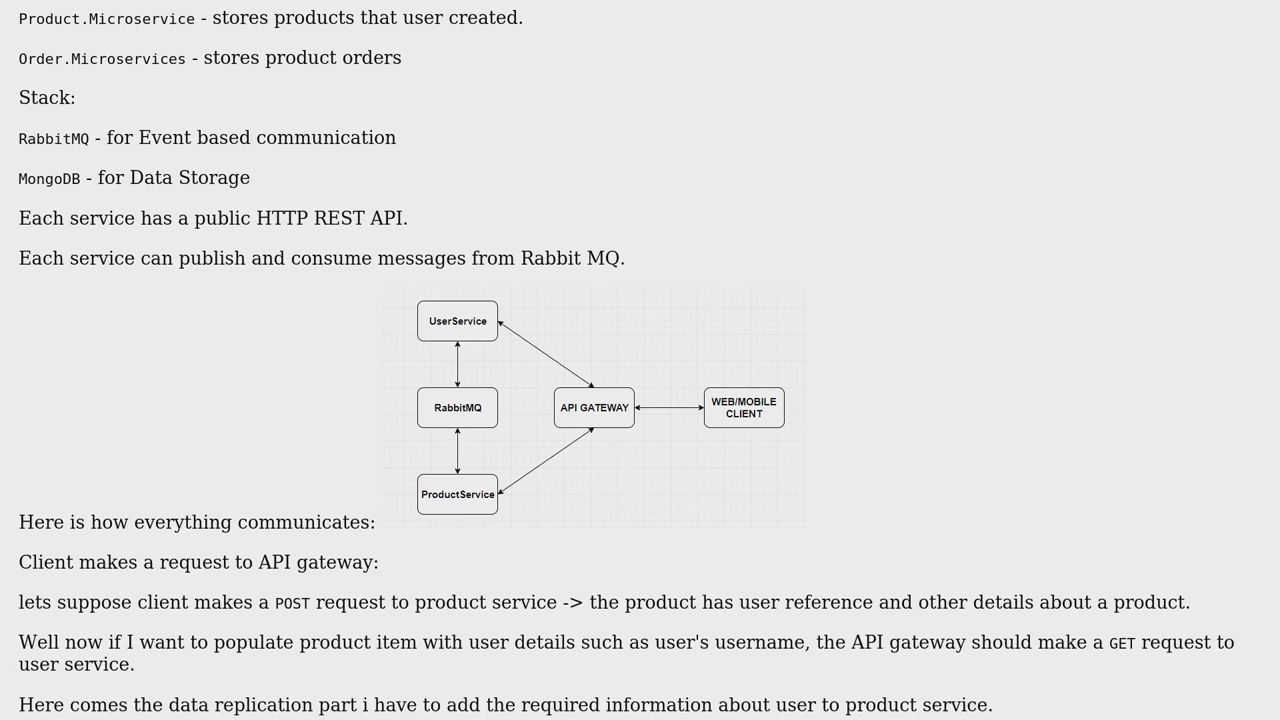 Product.Microservice - stores products that user created.
Order.Microservices - stores product orders
Stack:
RabbitMQ - for Event based communication
MongoDB - for Data Storage
Each service has a public HTTP REST API.
Each service can publish and consume messages from Rabbit MQ.
UserService
RabbitMQ
API GATEWAY
WEB/MOBILE
CLIENT
ProductService
Here is how everything communicates:
Client makes a request to API gateway:
lets suppose client makes a POST request to product service -> the product has user reference and other details about a product.
Well now if I want to populate product item with user details such as user's username, the API gateway should make a GET request to
user service.
Here comes the data replication part i have to add the required information about user to product service.